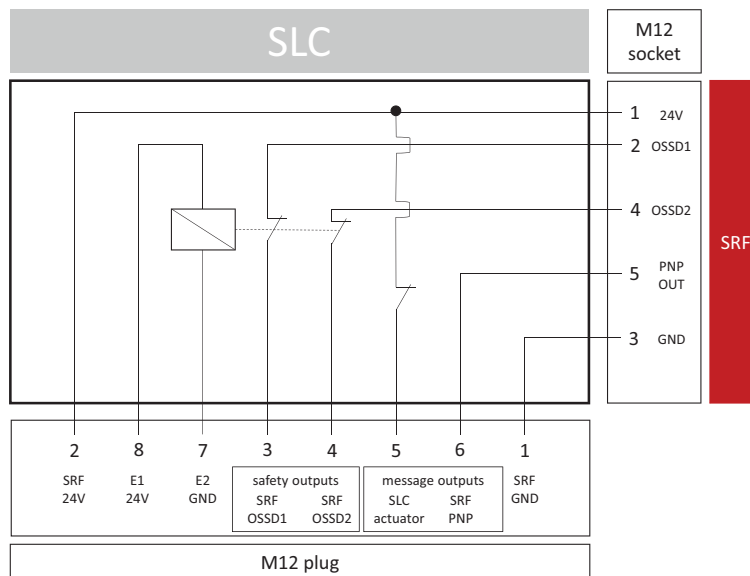 SLC
M12
socket
1 24V
2 OSSD1
4 OSSD2
SRF
5 PNP
OUT
3 GND
2 8 7 3 4 5 6 1
SRF E1 E2 safety outputs message outputs SRF
24V 24V GND SRF SRF SLC SRF GND
OSSD1 OSSD2 actuator PNP
M12 plug